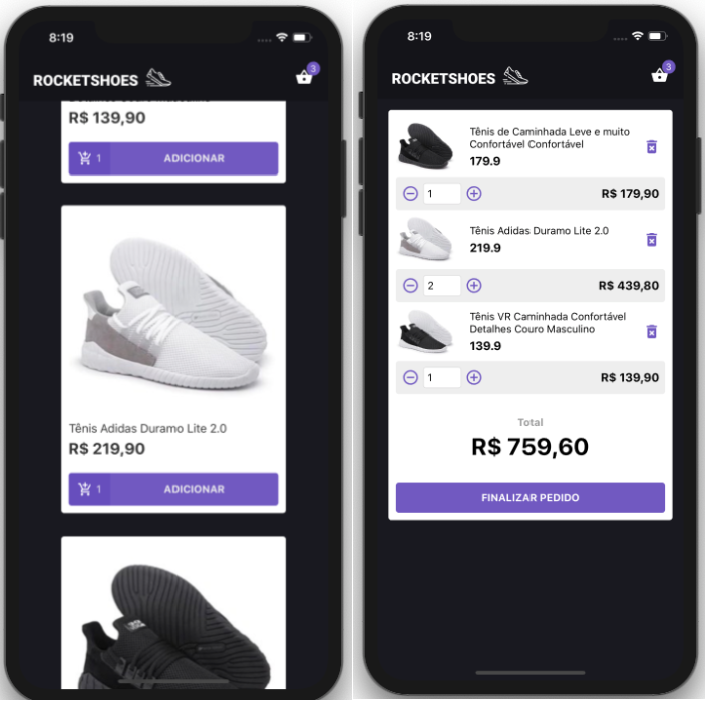 8:19
ROCKETSHOES
3
R$ 139,90
1 ADICIONAR
Tênis Adidas Duramo Lite 2.0
R$ 219,90
1 ADICIONAR
8:19
ROCKETSHOES
3
Tênis de Caminhada Leve e muito
Confortável Confortável
179.9
1 R$ 179,90
Tênis Adidas Duramo Lite 2.0
219.9
2 R$ 439,80
Tênis VR Caminhada Confortável
Detalhes Couro Masculino
139.9
1 R$ 139,90
Total
R$ 759,60
FINALIZAR PEDIDO